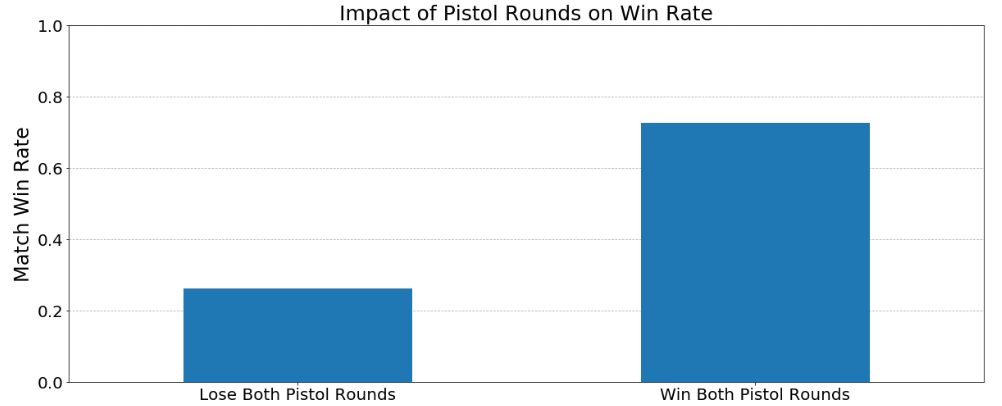 Impact of Pistol Rounds on Win Rate
Match Win Rate
1.0
0.8
0.6
0.4
0.2
0.0
Lose Both Pistol Rounds
Win Both Pistol Rounds